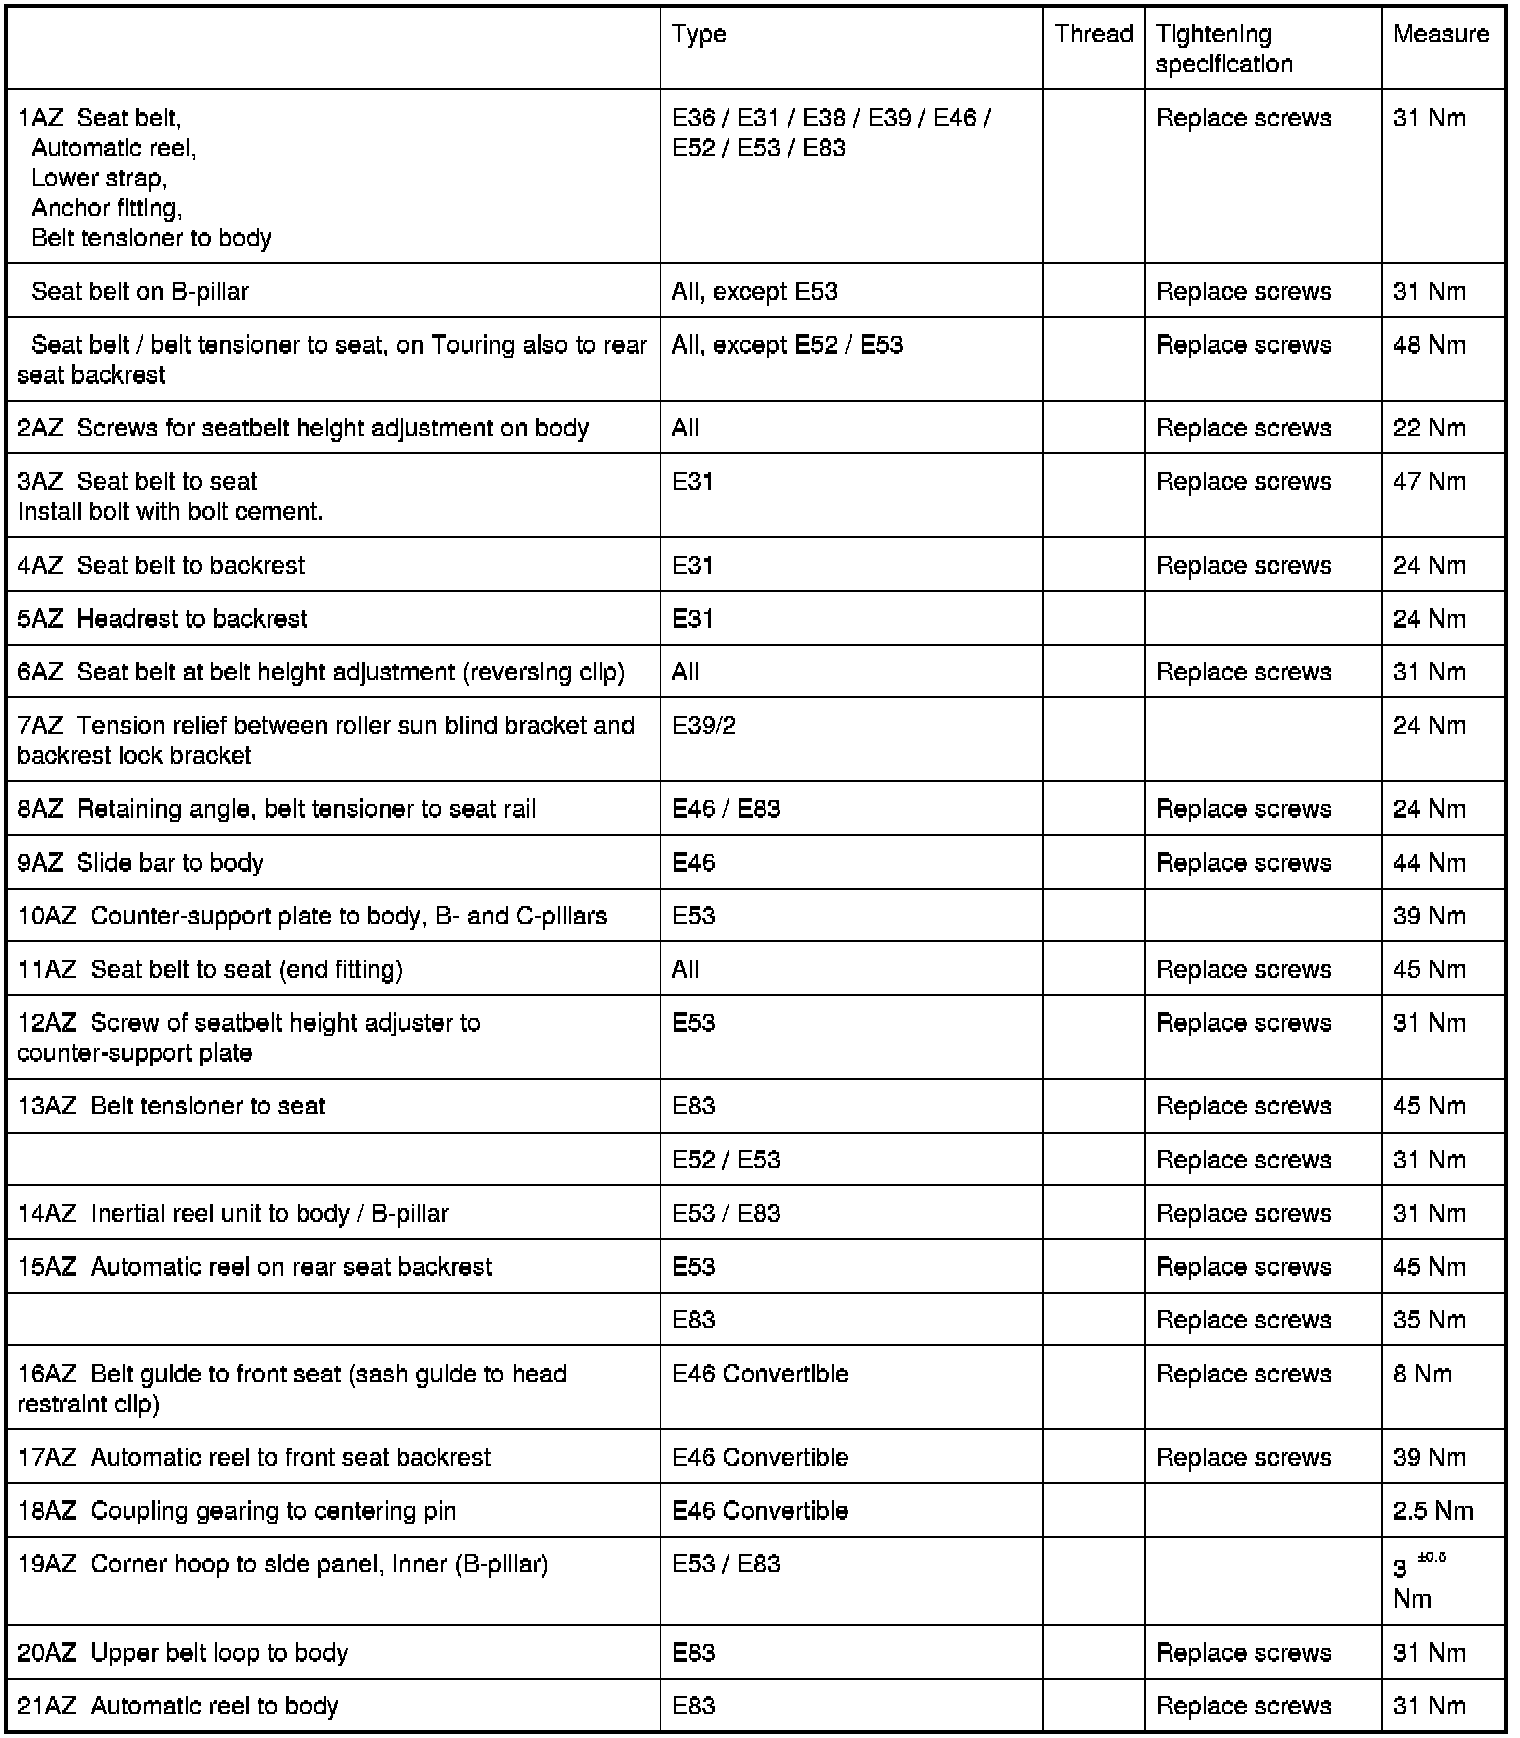 Type Thread Tightening Measure
specification
1AZ Seat belt, E36 / E31 / E38 / E39 / E46 / Replace screws 31 Nm
Automatic reel, E52 / E53 / E83
Lower strap,
Anchor fitting,
Belt tensioner to body
Seat belt on B-pillar All, except E53 Replace screws 31 Nm
Seat belt / belt tensioner to seat, on Touring also to rear All, except E52 / E53 Replace screws 48 Nm
seat backrest
2AZ Screws for seatbelt height adjustment on body All Replace screws 22 Nm
3AZ Seat belt to seat E31 Replace screws 47 Nm
Install bolt with bolt cement.
4AZ Seat belt to backrest E31 Replace screws 24 Nm
5AZ Headrest to backrest E31 24 Nm
6AZ Seat belt at belt height adjustment (reversing clip) All Replace screws 31 Nm
7AZ Tension relief between roller sun blind bracket and E39/2 24 Nm
backrest lock bracket
8AZ Retaining angle, belt tensioner to seat rail E46 / E83 Replace screws 24 Nm
9AZ Slide bar to body E46 Replace screws 44 Nm
10AZ Counter-support plate to body, B- and C-pillars E53 39 Nm
11AZ Seat belt to seat (end fitting) All Replace screws 45 Nm
12AZ Screw of seatbelt height adjuster to E53 Replace screws 31 Nm
counter-support plate
13AZ Belt tensioner to seat E83 Replace screws 45 Nm
E52 / E53 Replace screws 31 Nm
14AZ Inertial reel unit to body / B-pillar E53 / E83 Replace screws 31 Nm
15AZ Automatic reel on rear seat backrest E53 Replace screws 45 Nm
E83 Replace screws 35 Nm
16AZ Belt guide to front seat (sash guide to head E46 Convertible Replace screws 8 Nm
restraint clip)
17AZ Automatic reel to front seat backrest E46 Convertible Replace screws 39 Nm
18AZ Coupling gearing to centering pin E46 Convertible 2.5 Nm
19AZ Corner hoop to side panel, inner (B-pillar) E53 / E83 3 ±0.5
Nm
20AZ Upper belt loop to body E83 Replace screws 31 Nm
21AZ Automatic reel to body E83 Replace screws 31 Nm